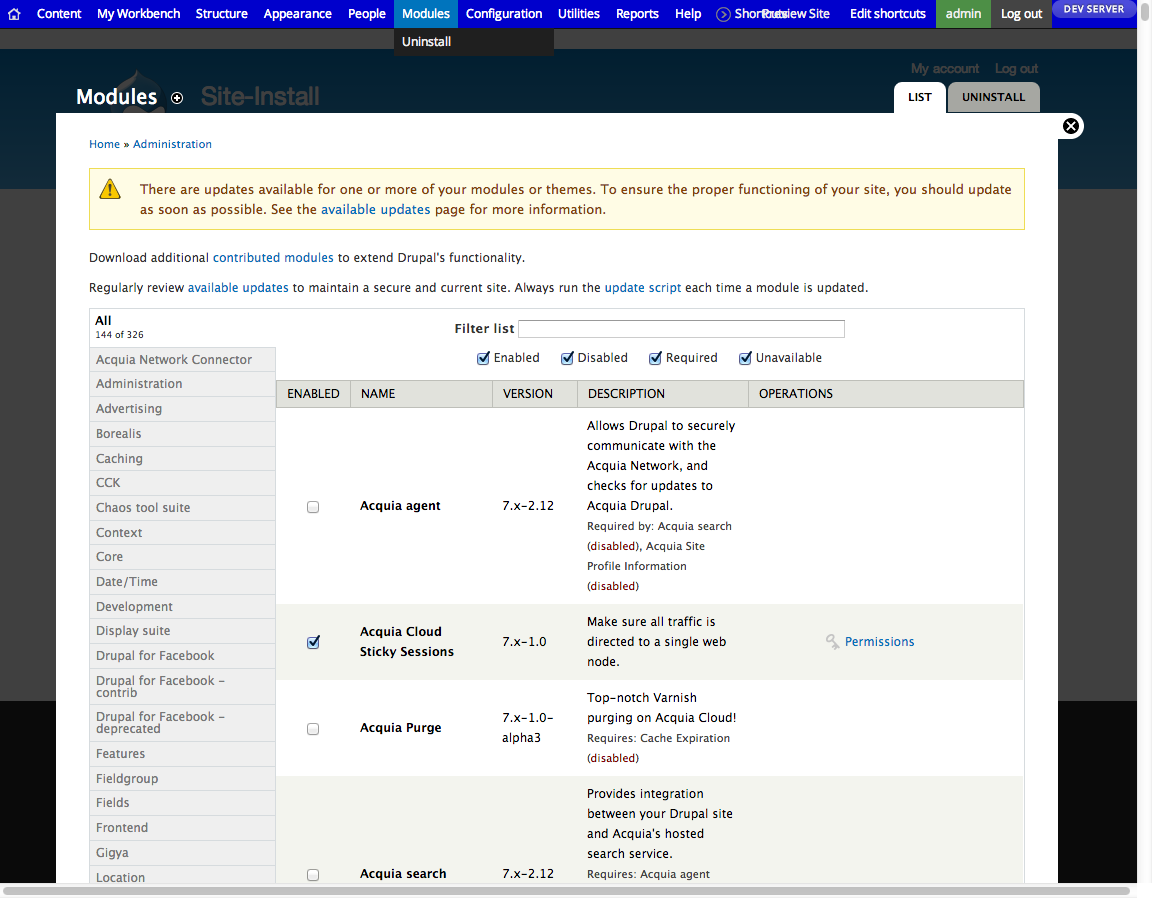 Content My Workbench Structure Appearance People Modules Configuration Utilities Reports Help Shortcuts Preview Site Edit shortcuts admin Log out DEV SERVER
Uninstall
My account Log out
Modules Site-Install LIST UNINSTALL
Home » Administration
There are updates available for one or more of your modules or themes. To ensure the proper functioning of your site, you should update
as soon as possible. See the available updates page for more information.
Download additional contributed modules to extend Drupal's functionality.
Regularly review available updates to maintain a secure and current site. Always run the update script each time a module is updated.
All
144 of 326
Filter list
Enabled Disabled Required Unavailable
Acquia Network Connector
Administration
Advertising
Borealis
Caching
CCK
Chaos tool suite
Context
Core
Date/Time
Development
Display suite
Drupal for Facebook
Drupal for Facebook -
contrib
Drupal for Facebook -
deprecated
Features
Fieldgroup
Fields
Frontend
Gigya
Location
ENABLED NAME VERSION DESCRIPTION OPERATIONS
Acquia agent
7.x-2.12
Allows Drupal to securely
communicate with the
Acquia Network, and
checks for updates to
Acquia Drupal.
Required by: Acquia search
(disabled), Acquia Site
Profile Information
(disabled)
Acquia Cloud
Sticky Sessions
7.x-1.0
Make sure all traffic is
directed to a single web
node.
Permissions
Acquia Purge
7.x-1.0-
alpha3
Top-notch Varnish
purging on Acquia Cloud!
Requires: Cache Expiration
(disabled)
Acquia search
7.x-2.12
Provides integration
between your Drupal site
and Acquia's hosted
search service.
Requires: Acquia agent